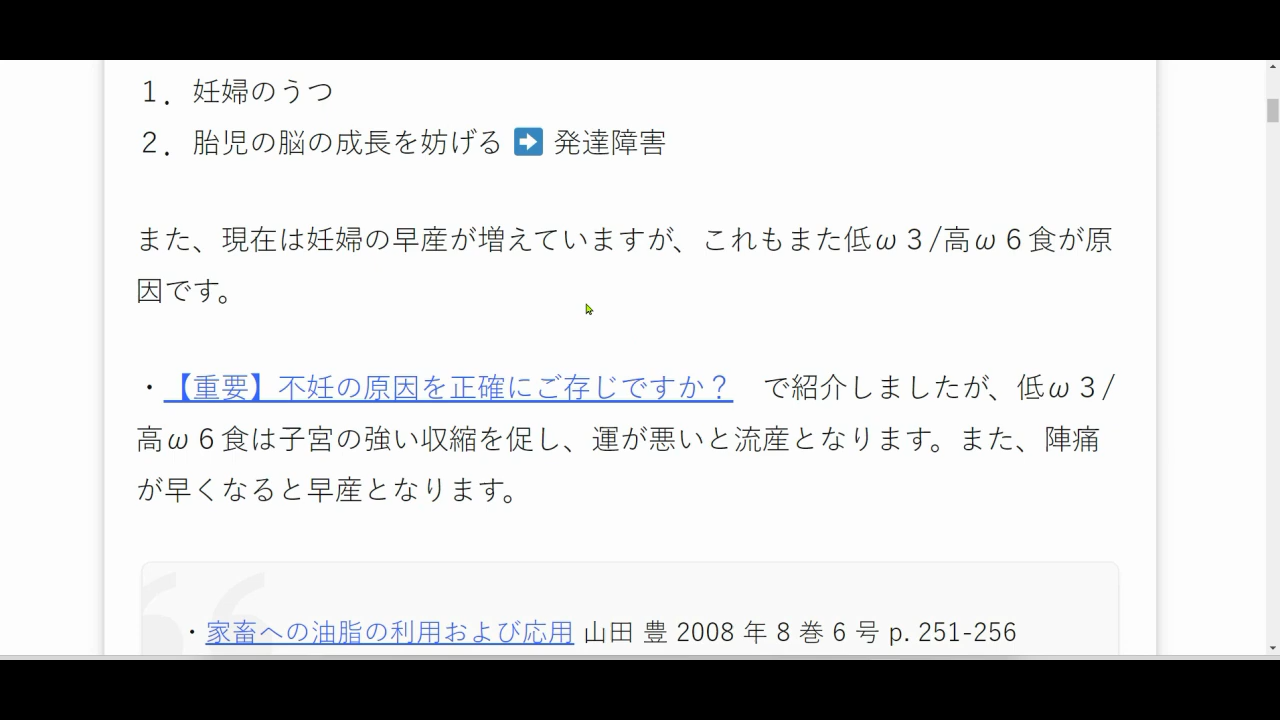 １．妊婦のうつ
２．胎児の脳の成長を妨げる ➡ 発達障害
また、現在は妊婦の早産が増えていますが、これもまた低ω３/高ω６食が原
因です。
・【重要】不妊の原因を正確にご存じですか？　で紹介しましたが、低ω３/
高ω６食は子宮の強い収縮を促し、運が悪いと流産となります。また、陣痛
が早くなると早産となります。
・家畜への油脂の利用および応用 山田 豊 2008 年 8 巻 6 号 p. 251-256